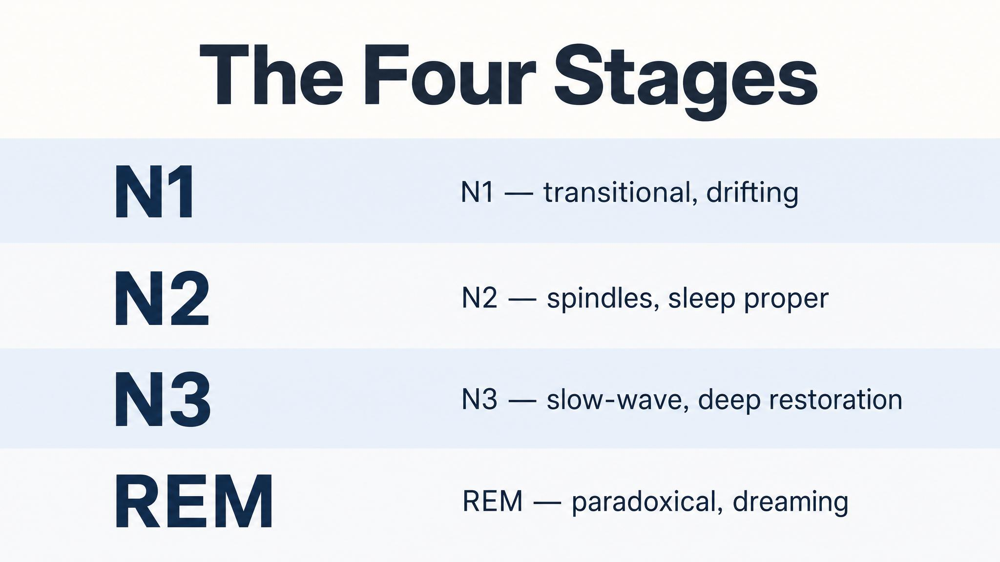 The Four Stages
N1
N1 — transitional, drifting
N2
N2 — spindles, sleep proper
N3
N3 — slow-wave, deep restoration
REM
REM — paradoxical, dreaming